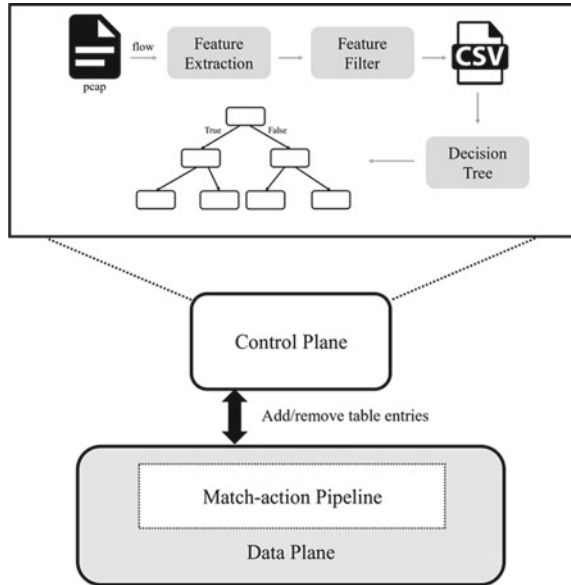 flow
pcap
Feature
Extraction
Feature
Filter
CSV
True
False
Decision
Tree
Control Plane
Add/remove table entries
Match-action Pipeline
Data Plane